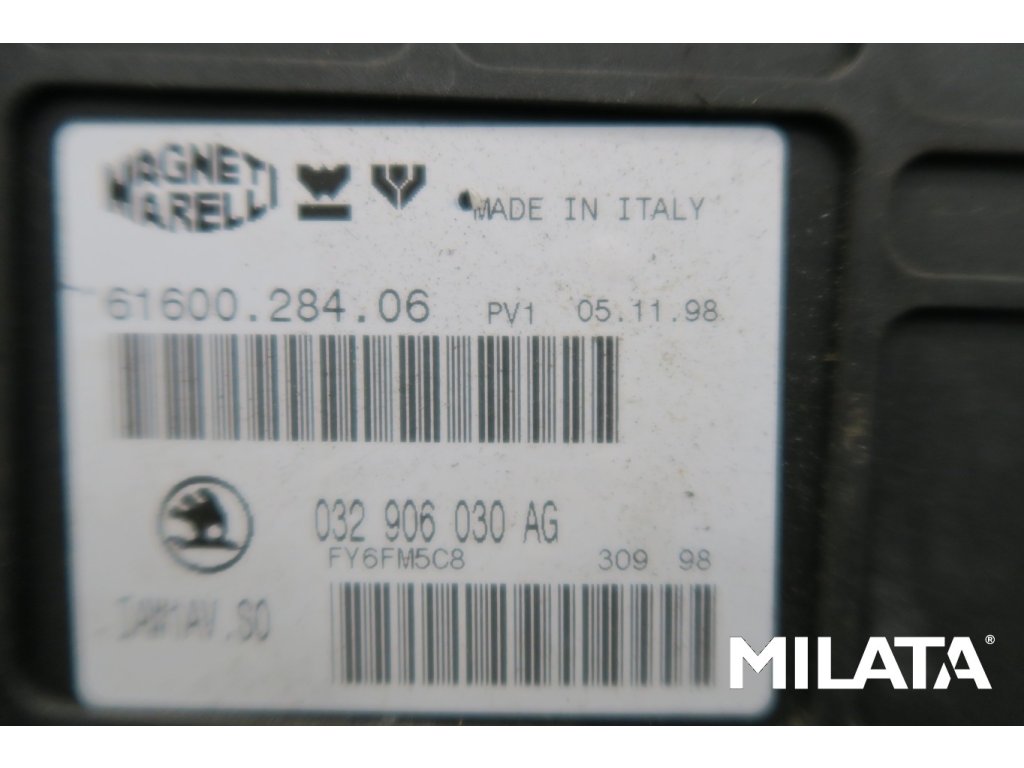 MAGNETI
MARELLI
MADE IN ITALY
61600.284.06 PV1 05.11.98
032 906 030 AG
FY6FM5C8 309 98
MILATA®